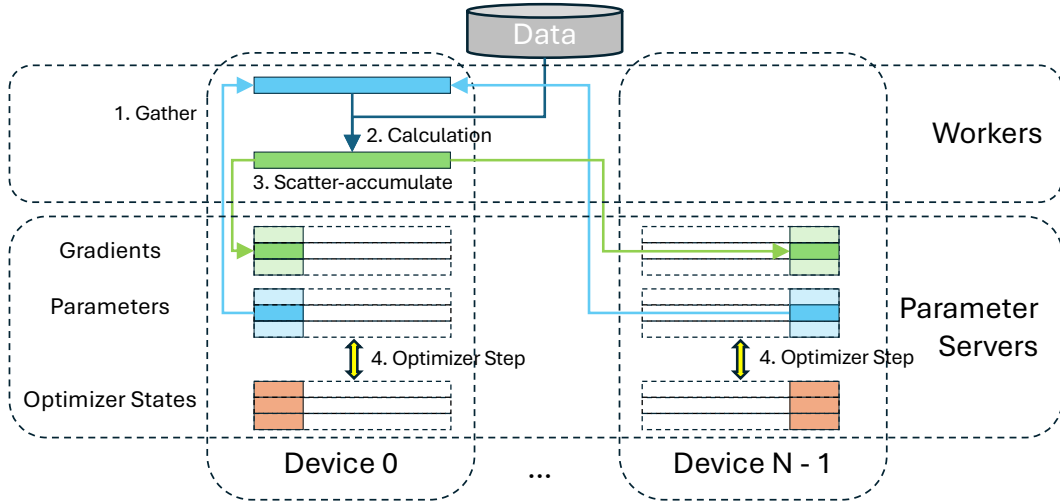 Data
1. Gather
2. Calculation
Workers
3. Scatter-accumulate
Gradients
Parameters
Parameter
Servers
4. Optimizer Step
4. Optimizer Step
Optimizer States
Device 0
...
Device N - 1